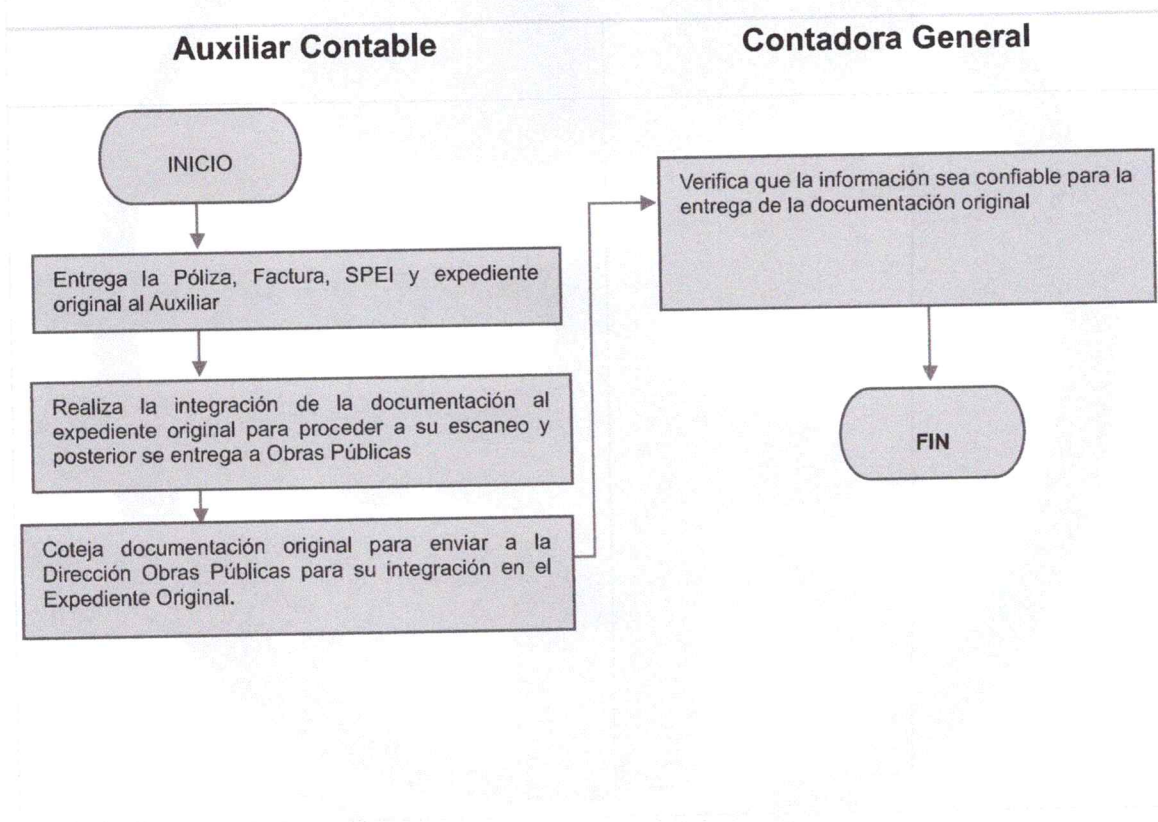 Auxiliar Contable
Contadora General
INICIO
Entrega la Póliza, Factura, SPEI y expediente
original al Auxiliar
Realiza la integración de la documentación al
expediente original para proceder a su escaneo y
posterior se entrega a Obras Públicas
Coteja documentación original para enviar a la
Dirección Obras Públicas para su integración en el
Expediente Original.
Verifica que la información sea confiable para la
entrega de la documentación original
FIN